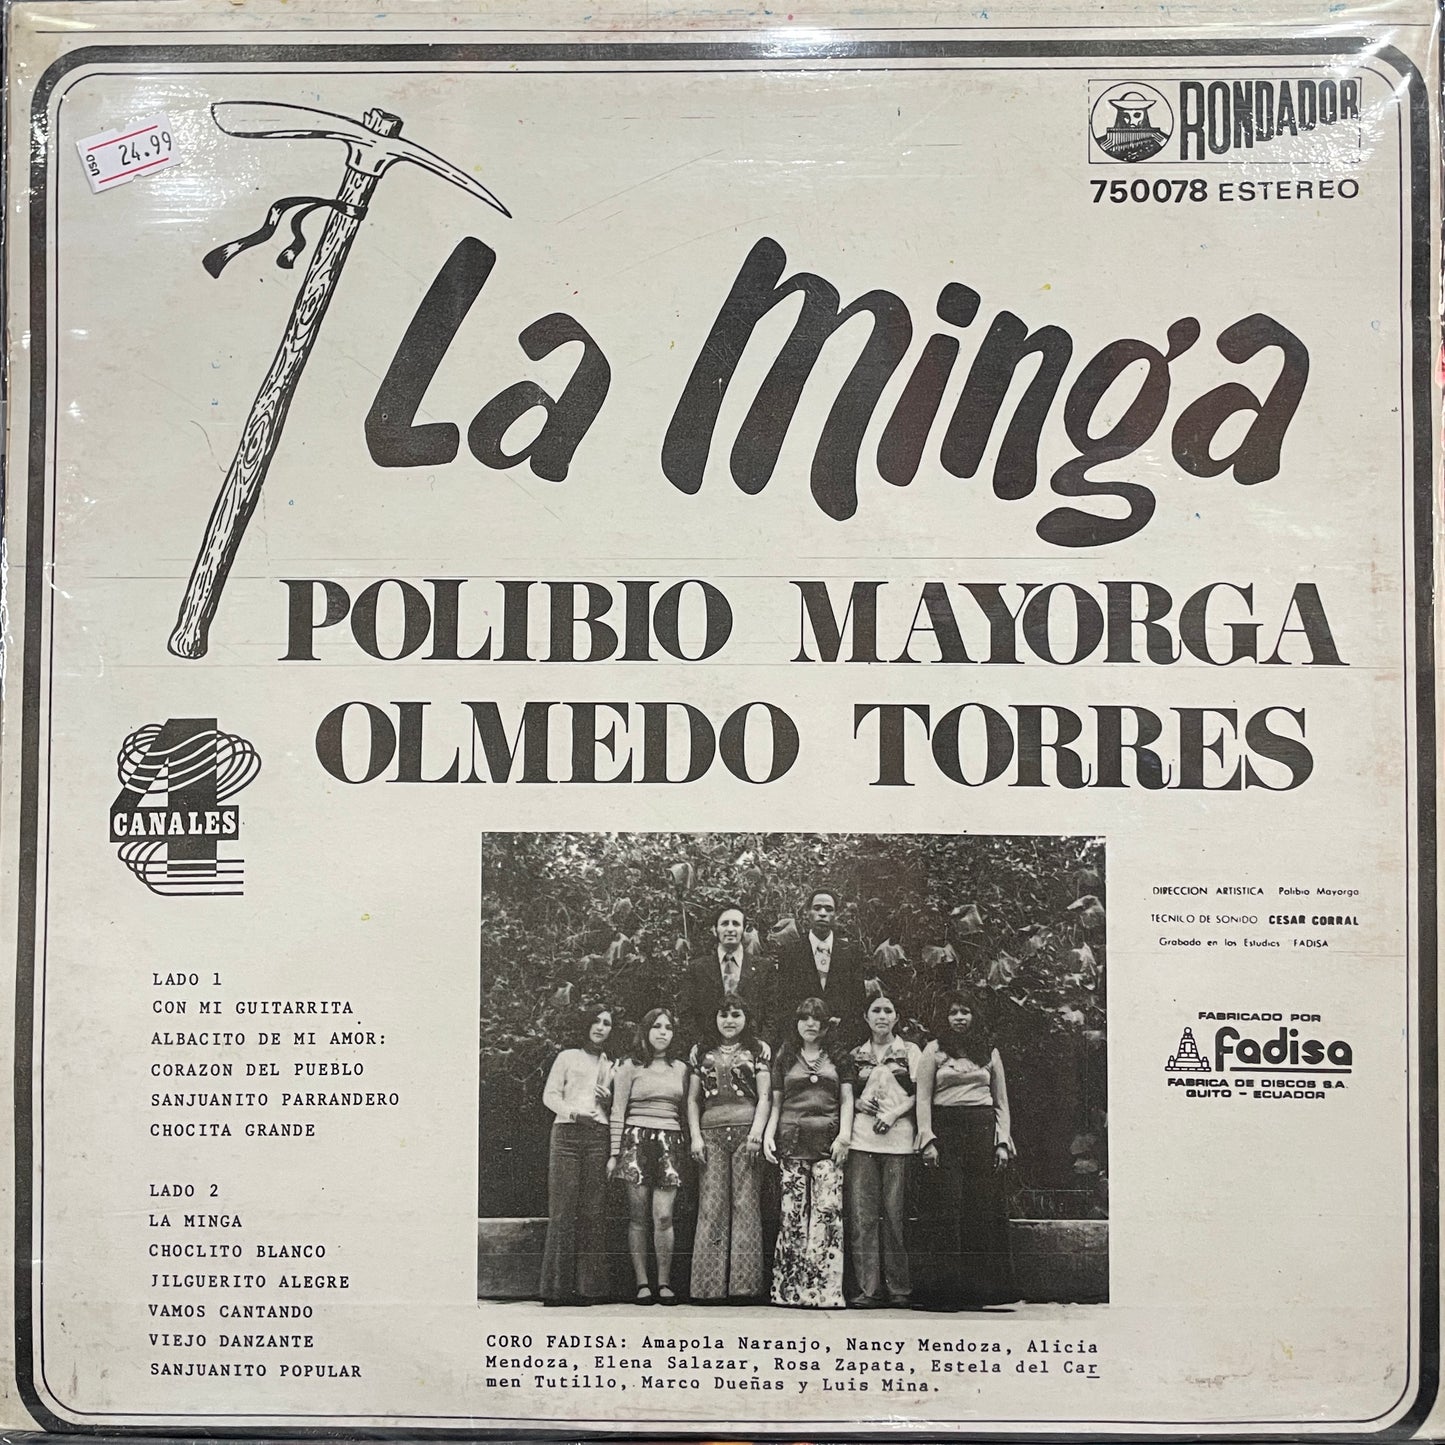 USD 24.99
RONDADOR
750078 ESTEREO
La Minga
POLIBIO MAYORGA
OLMEDO TORRES
4
CANALES
DIRECCION ARTISTICA Polibio Mayorga
TECNICO DE SONIDO CESAR CORRAL
Grabado en los Estudios FADISA
LADO 1
CON MI GUITARRITA
ALBACITO DE MI AMOR:
CORAZON DEL PUEBLO
SANJUANITO PARRANDERO
CHOCITA GRANDE
LADO 2
LA MINGA
CHOCLITO BLANCO
JILGUERITO ALEGRE
VAMOS CANTANDO
VIEJO DANZANTE
SANJUANITO POPULAR
FABRICADO POR
fadisa
FABRICA DE DISCOS S.A.
QUITO - ECUADOR
CORO FADISA: Amapola Naranjo, Nancy Mendoza, Alicia
Mendoza, Elena Salazar, Rosa Zapata, Estela del Car
men Tutillo, Marco Dueñas y Luis Mina.